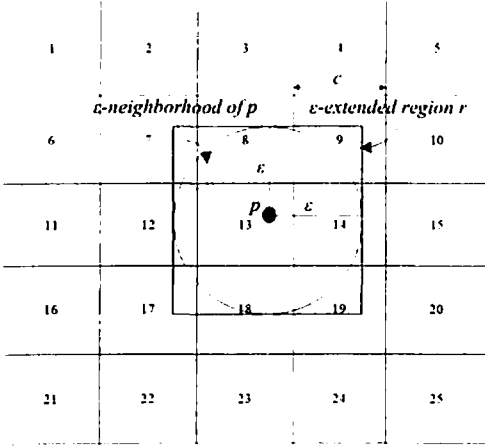 1 2 3 4 5
c
ε-neighborhood of p ε-extended region r
6 7 8 9 10
ε
p ε
11 12 13 14 15
16 17 18 19 20
21 22 23 24 25